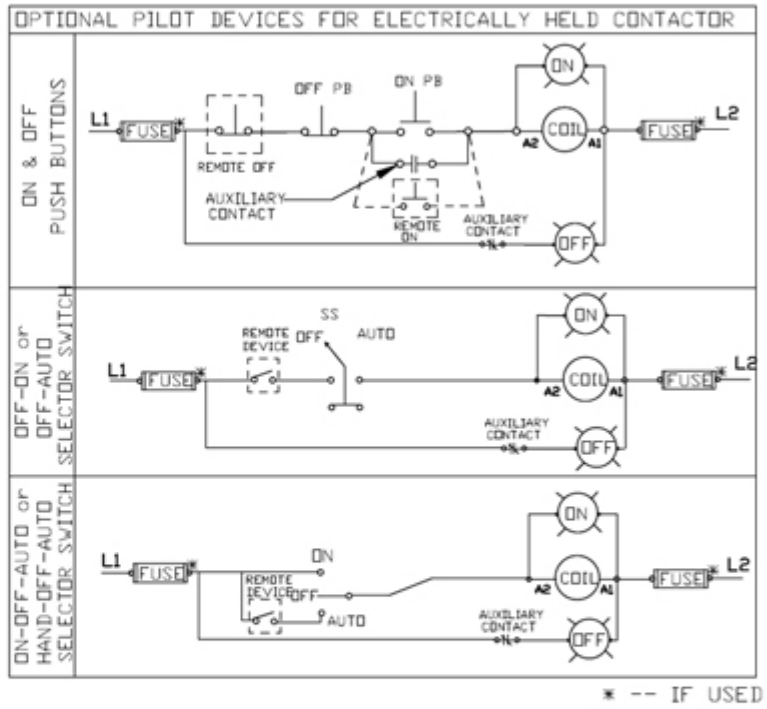 OPTIONAL PILOT DEVICES FOR ELECTRICALLY HELD CONTACTOR
ON & OFF
PUSH BUTTONS
L1
FUSE
*
REMOTE OFF
OFF PB
ON PB
AUXILIARY
CONTACT
REMOTE
ON
ON
A2
COIL
A1
FUSE
*
L2
AUXILIARY
CONTACT
OFF
OFF-ON or
OFF-AUTO
SELECTOR SWITCH
L1
FUSE
*
REMOTE
DEVICE
SS
OFF
AUTO
ON
A2
COIL
A1
FUSE
*
L2
AUXILIARY
CONTACT
OFF
ON-OFF-AUTO or
HAND-OFF-AUTO
SELECTOR SWITCH
L1
FUSE
*
ON
REMOTE
DEVICE
OFF
AUTO
ON
A2
COIL
A1
FUSE
*
L2
AUXILIARY
CONTACT
OFF
* -- IF USED